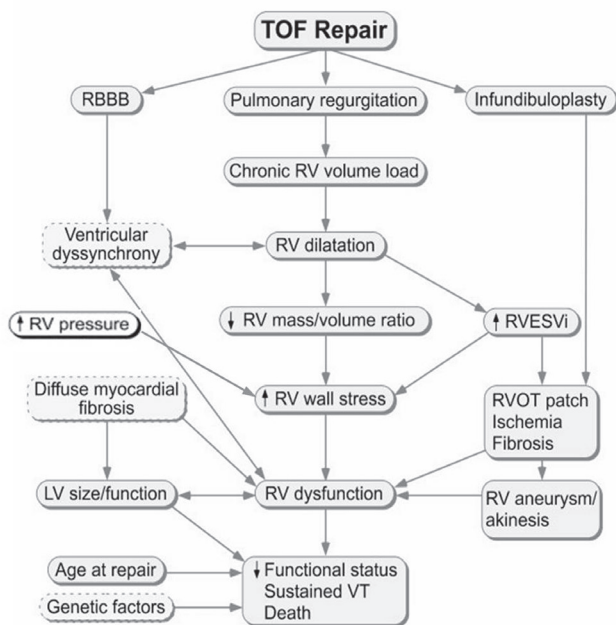 TOF Repair
RBBB
Pulmonary regurgitation
Infundibuloplasty
Chronic RV volume load
Ventricular
dyssynchrony
RV dilatation
↑ RV pressure
↓ RV mass/volume ratio
↑ RVESVi
Diffuse myocardial
fibrosis
↑ RV wall stress
RVOT patch
Ischemia
Fibrosis
LV size/function
RV dysfunction
RV aneurysm/
akinesis
Age at repair
Genetic factors
↓ Functional status
Sustained VT
Death